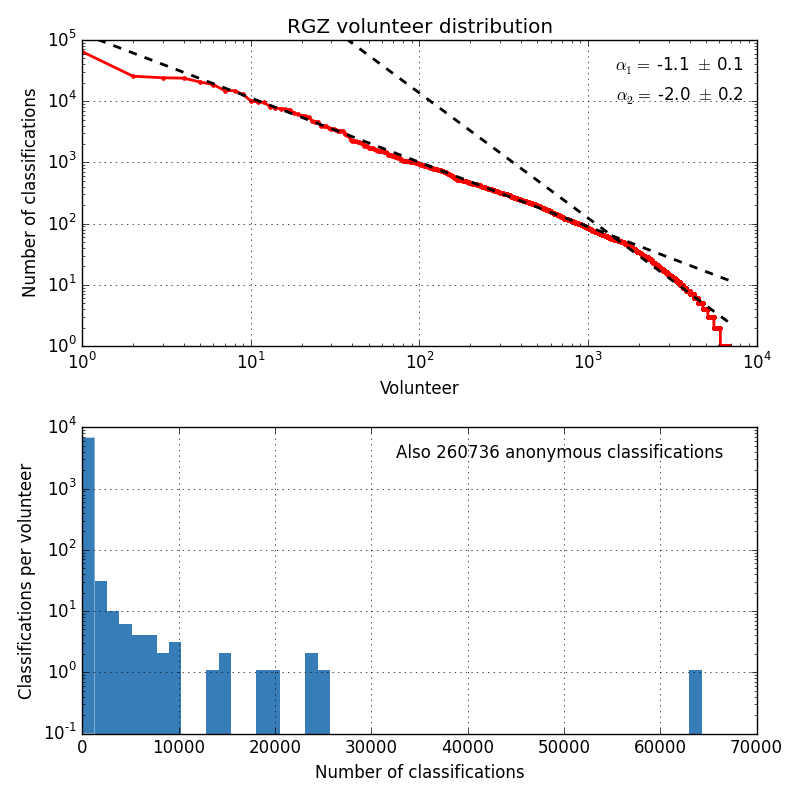 RGZ volunteer distribution
10^5
10^4
10^3
10^2
10^1
10^0
Number of classifications
α_1 = -1.1 ± 0.1
α_2 = -2.0 ± 0.2
10^0 10^1 10^2 10^3 10^4
Volunteer
10^4
10^3
10^2
10^1
10^0
10^-1
Classifications per volunteer
Also 260736 anonymous classifications
0 10000 20000 30000 40000 50000 60000 70000
Number of classifications